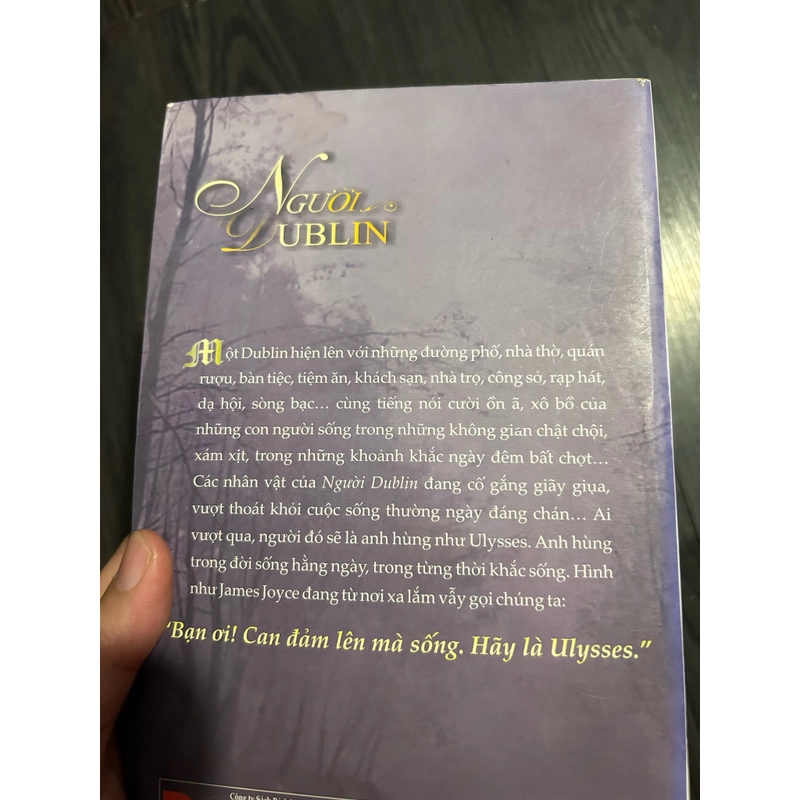 NGƯỜI
DUBLIN
Một Dublin hiện lên với những đường phố, nhà thờ, quán
rượu, bàn tiệc, tiệm ăn, khách sạn, nhà trọ, công sở, rạp hát,
dạ hội, sòng bạc… cùng tiếng nói cười ồn ã, xô bồ của
những con người sống trong những không gian chật chội,
xám xịt, trong những khoảnh khắc ngày đêm bất chợt…
Các nhân vật của Người Dublin đang cố gắng giãy giụa,
vượt thoát khỏi cuộc sống thường ngày đáng chán… Ai
vượt qua, người đó sẽ là anh hùng như Ulysses. Anh hùng
trong đời sống hằng ngày, trong từng thời khắc sống. Hình
như James Joyce đang từ nơi xa lắm vẫy gọi chúng ta:
“Bạn ơi! Can đảm lên mà sống. Hãy là Ulysses.”
Công ty Sách